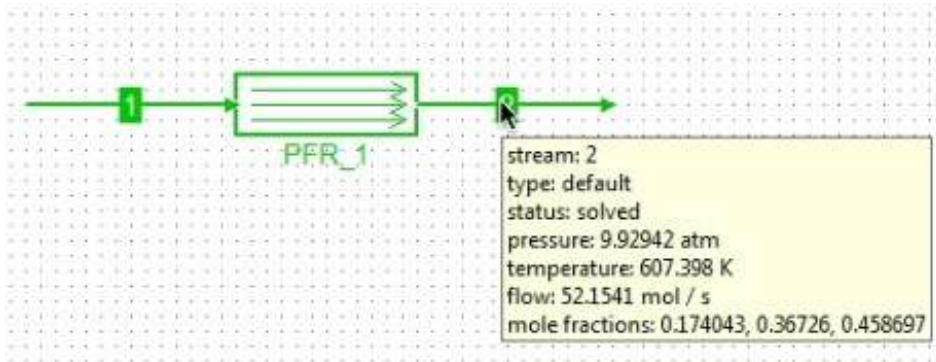 1
2
PFR_1
stream: 2
type: default
status: solved
pressure: 9.92942 atm
temperature: 607.398 K
flow: 52.1541 mol / s
mole fractions: 0.174043, 0.36726, 0.458697